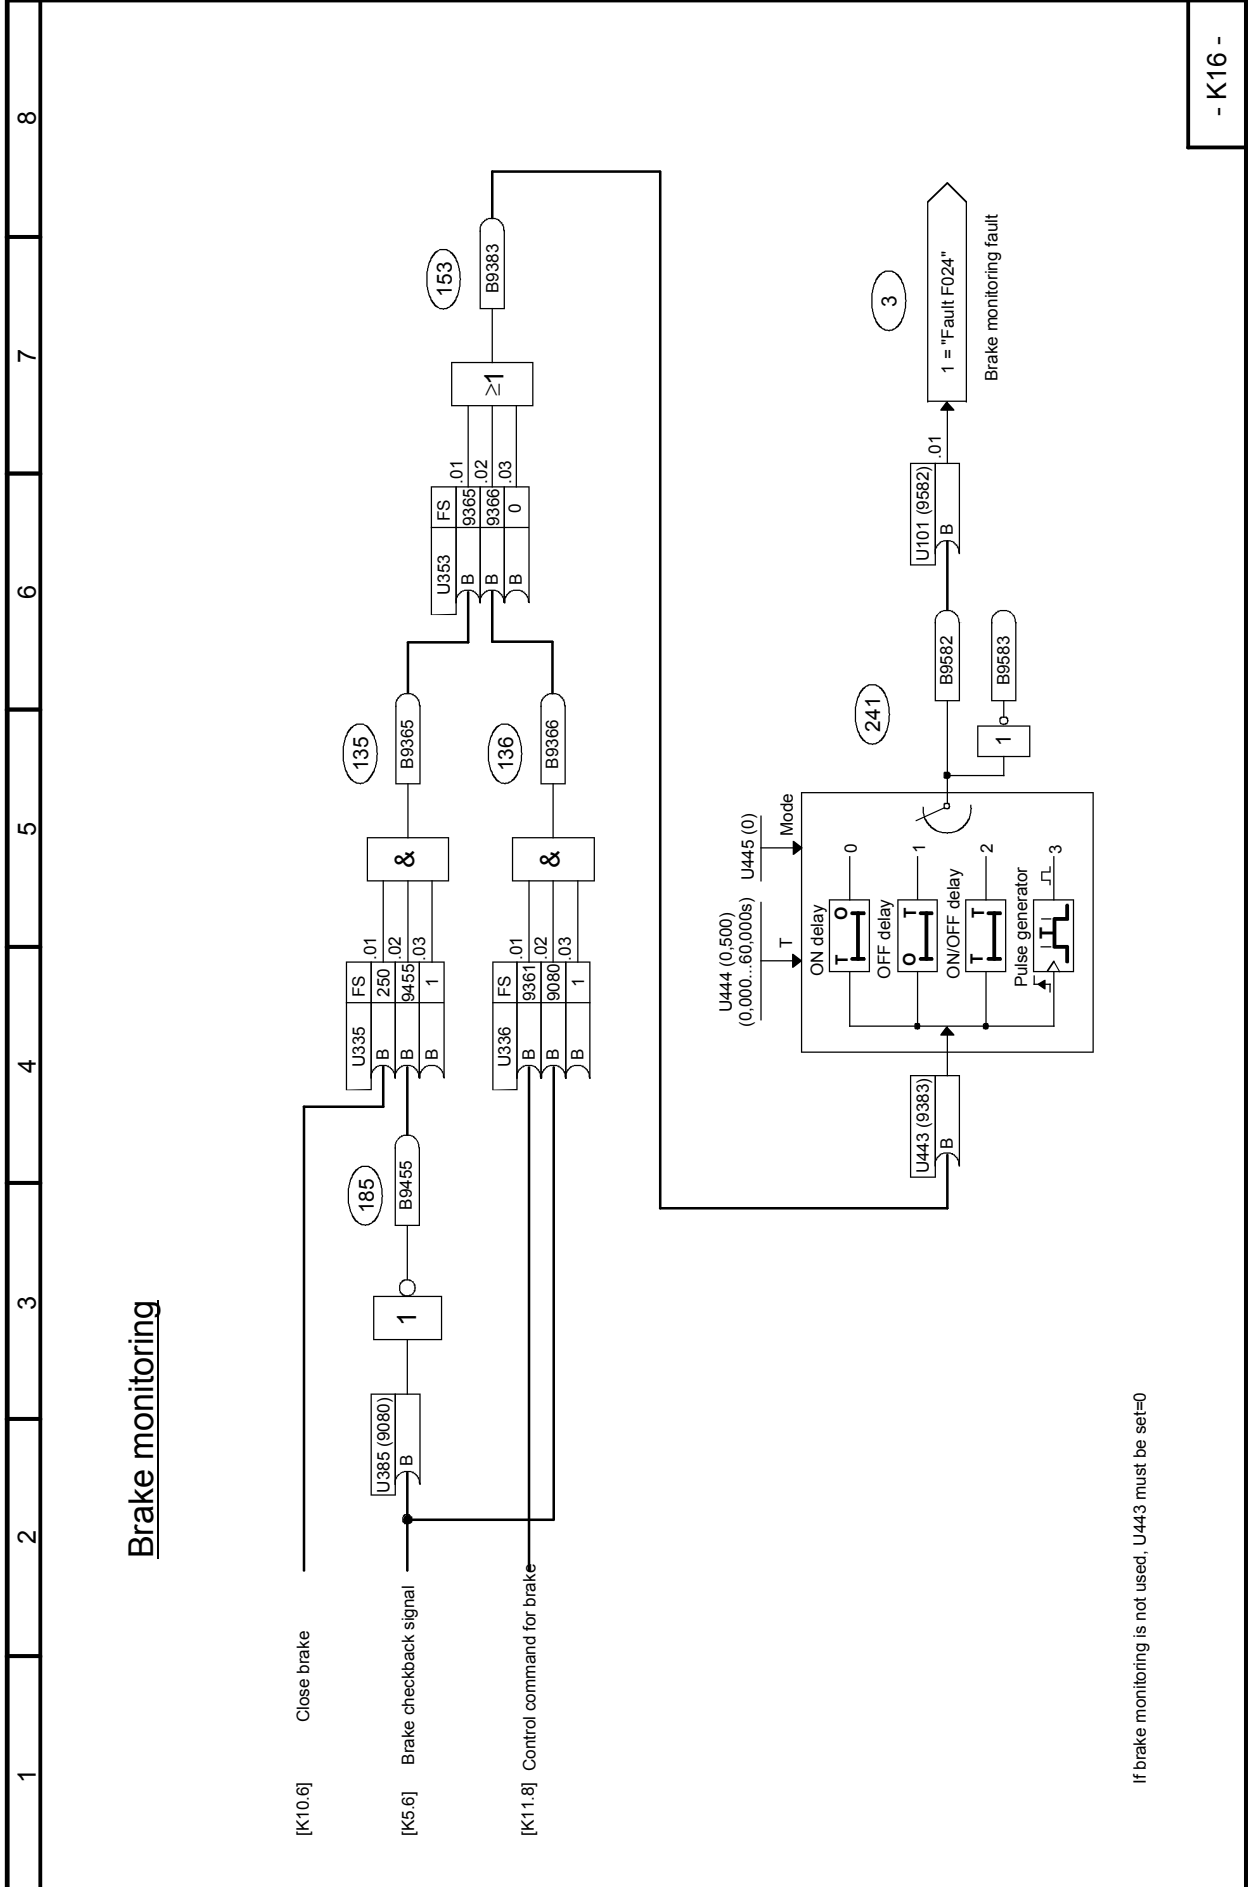 1 2 3 4 5 6 7 8
Brake monitoring
[K10.6] Close brake
[K5.6] Brake checkback signal
[K11.8] Control command for brake
U385 (9080)
B
1
185
B9455
U335 FS
B 250 .01
B 9455 .02
B 1 .03
&
135
B9365
U336 FS
B 9361 .01
B 9080 .02
B 1 .03
&
136
B9366
U353 FS
B 9365 .01
B 9366 .02
B 0 .03
≥1
153
B9383
U443 (9383)
B
U444 (0,500)
(0,000...60,000s)
T
U445 (0)
Mode
ON delay
T O 0
OFF delay
O T 1
ON/OFF delay
T T 2
Pulse generator
T 3
241
B9582
1
B9583
U101 (9582)
B .01
3
1 = "Fault F024"
Brake monitoring fault
If brake monitoring is not used, U443 must be set=0
- K16 -